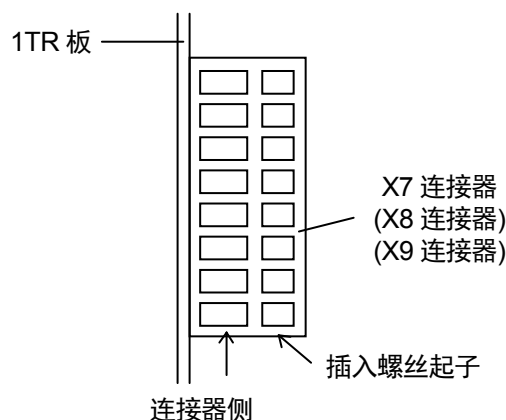 1TR 板
X7 连接器
(X8 连接器)
(X9 连接器)
插入螺丝起子
连接器侧